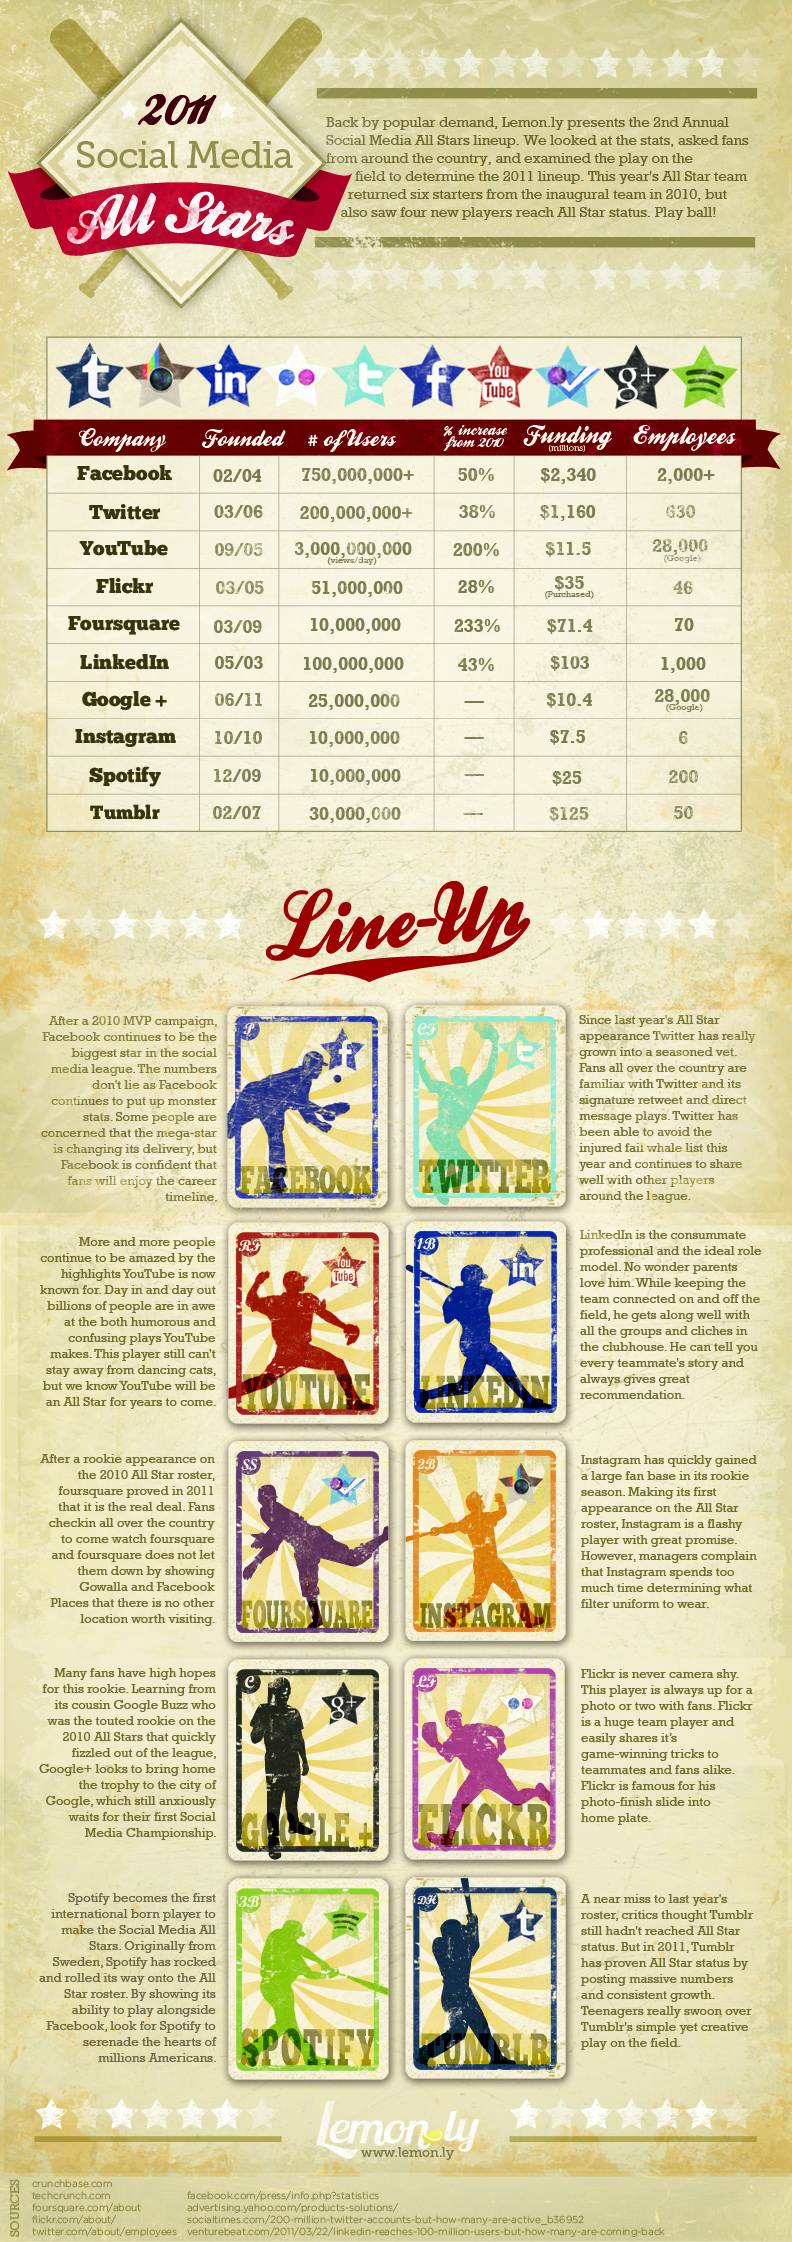 2011
Social Media
All Stars
Back by popular demand, Lemon.ly presents the 2nd Annual
Social Media All Stars lineup. We looked at the stats, asked fans
from around the country, and examined the play on the
field to determine the 2011 lineup. This year's All Star team
returned six starters from the inaugural team in 2010, but
also saw four new players reach All Star status. Play ball!
t in t f You Tube g+
Company Founded # of Users % increase from 2010 Funding (millions) Employees
Facebook 02/04 750,000,000+ 50% $2,340 2,000+
Twitter 03/06 200,000,000+ 38% $1,160 630
YouTube 09/05 3,000,000,000 (views/day) 200% $11.5 28,000 (Google)
Flickr 03/05 51,000,000 28% $35 (Purchased) 46
Foursquare 03/09 10,000,000 233% $71.4 70
LinkedIn 05/03 100,000,000 43% $103 1,000
Google + 06/11 25,000,000 — $10.4 28,000 (Google)
Instagram 10/10 10,000,000 — $7.5 6
Spotify 12/09 10,000,000 — $25 200
Tumblr 02/07 30,000,000 — $125 50
Line-Up
After a 2010 MVP campaign,
Facebook continues to be the
biggest star in the social
media league. The numbers
don't lie as Facebook
continues to put up monster
stats. Some people are
concerned that the mega-star
is changing its delivery, but
Facebook is confident that
fans will enjoy the career
timeline.
P
f
FACEBOOK
CF
t
TWITTER
Since last year's All Star
appearance Twitter has really
grown into a seasoned vet.
Fans all over the country are
familiar with Twitter and its
signature retweet and direct
message plays. Twitter has
been able to avoid the
injured fail whale list this
year and continues to share
well with other players
around the league.
More and more people
continue to be amazed by the
highlights YouTube is now
known for. Day in and day out
billions of people are in awe
at the both humorous and
confusing plays YouTube
makes. This player still can't
stay away from dancing cats,
but we know YouTube will be
an All Star for years to come.
RF
You
Tube
YOUTUBE
1B
in
LINKEDIN
LinkedIn is the consummate
professional and the ideal role
model. No wonder parents
love him. While keeping the
team connected on and off the
field, he gets along well with
all the groups and cliches in
the clubhouse. He can tell you
every teammate's story and
always gives great
recommendation.
After a rookie appearance on
the 2010 All Star roster,
foursquare proved in 2011
that it is the real deal. Fans
checkin all over the country
to come watch foursquare
and foursquare does not let
them down by showing
Gowalla and Facebook
Places that there is no other
location worth visiting.
SS
FOURSQUARE
2B
INSTAGRAM
Instagram has quickly gained
a large fan base in its rookie
season. Making its first
appearance on the All Star
roster, Instagram is a flashy
player with great promise.
However, managers complain
that Instagram spends too
much time determining what
filter uniform to wear.
Many fans have high hopes
for this rookie. Learning from
its cousin Google Buzz who
was the touted rookie on the
2010 All Stars that quickly
fizzled out of the league,
Google+ looks to bring home
the trophy to the city of
Google, which still anxiously
waits for their first Social
Media Championship.
C
g+
GOOGLE +
LF
FLICKR
Flickr is never camera shy.
This player is always up for a
photo or two with fans. Flickr
is a huge team player and
easily shares it's
game-winning tricks to
teammates and fans alike.
Flickr is famous for his
photo-finish slide into
home plate.
Spotify becomes the first
international born player to
make the Social Media All
Stars. Originally from
Sweden, Spotify has rocked
and rolled its way onto the All
Star roster. By showing its
ability to play alongside
Facebook, look for Spotify to
serenade the hearts of
millions Americans.
3B
SPOTIFY
DH
t
TUMBLR
A near miss to last year's
roster, critics thought Tumblr
still hadn't reached All Star
status. But in 2011, Tumblr
has proven All Star status by
posting massive numbers
and consistent growth.
Teenagers really swoon over
Tumblr's simple yet creative
play on the field.
Lemon.ly
www.lemon.ly
SOURCES
crunchbase.com
techcrunch.com
foursquare.com/about
flickr.com/about/
twitter.com/about/employees
facebook.com/press/info.php?statistics
advertising.yahoo.com/products-solutions/
socialtimes.com/200-million-twitter-accounts-but-how-many-are-active_b36952
venturebeat.com/2011/03/22/linkedin-reaches-100-million-users-but-how-many-are-coming-back